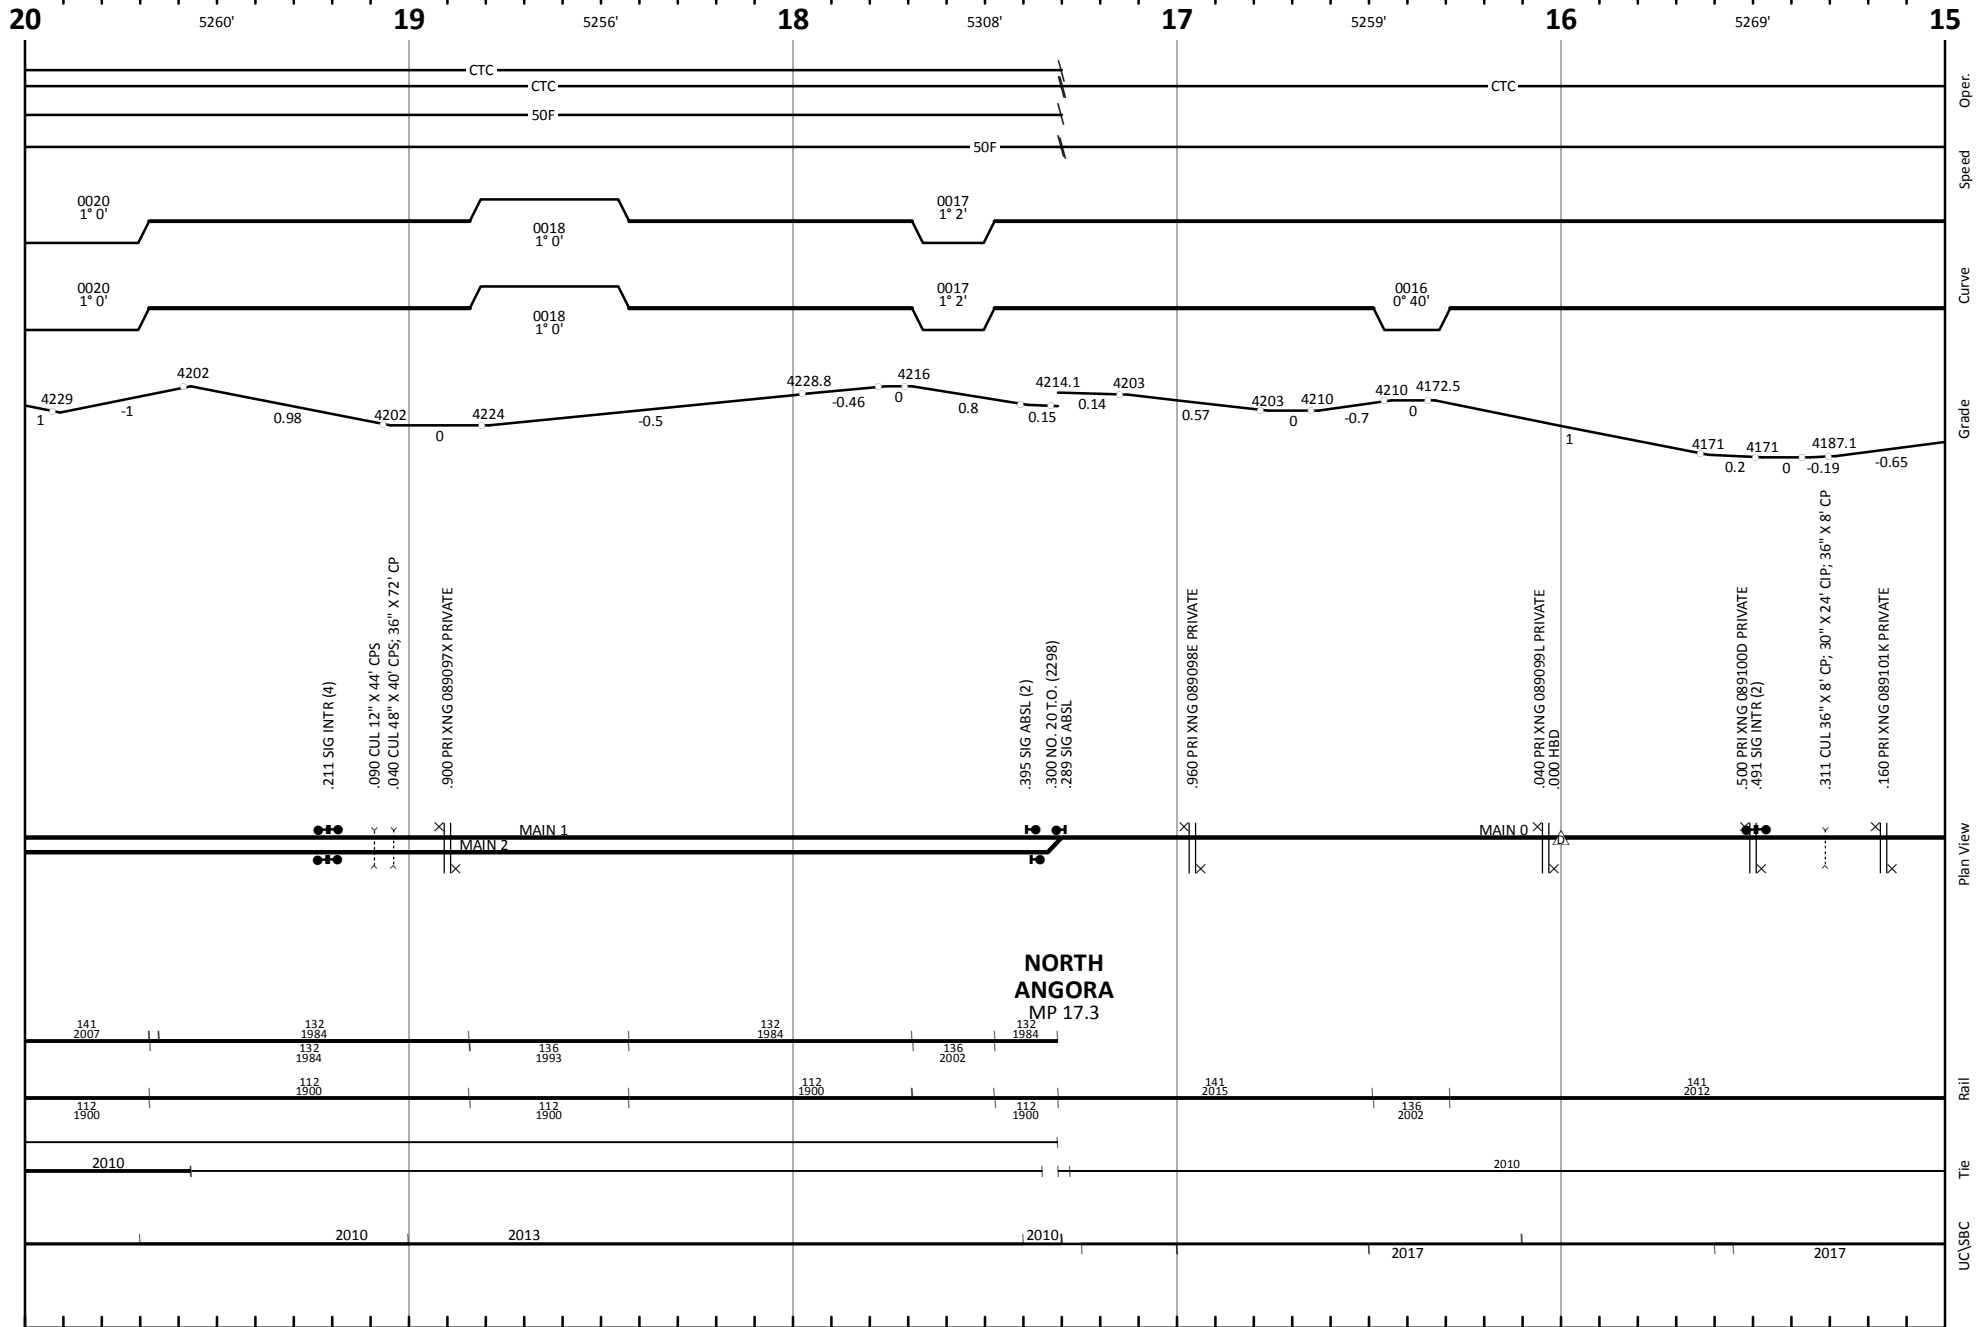 20 5260' 19 5256' 18 5308' 17 5259' 16 5269' 15
CTC
CTC CTC
50F
50F
Oper.
Speed
0020 0017
1° 0' 1° 2'
0018
1° 0'
0020 0017 0016
1° 0' 1° 2' 0° 40'
0018
1° 0'
Curve
4229 4202 4202 4224 4228.8 4216 4214.1 4203 4203 4210 4210 4172.5 4171 4171 4187.1
1 -1 0.98 0 -0.5 -0.46 0 0.8 0.15 0.14 0.57 0 -0.7 0 1 0.2 0 -0.19 -0.65
Grade
.211 SIG INTR (4)
.090 CUL 12" X 44' CPS
.040 CUL 48" X 40' CPS; 36" X 72' CP
.900 PRI XNG 089097X PRIVATE
.395 SIG ABSL (2)
.300 NO. 20 T.O. (2298)
.289 SIG ABSL
.960 PRI XNG 089098E PRIVATE
.040 PRI XNG 089099L PRIVATE
.000 HBD
.500 PRI XNG 089100D PRIVATE
.491 SIG INTR (2)
.311 CUL 36" X 8' CP; 30" X 24' CIP; 36" X 8' CP
.160 PRI XNG 089101K PRIVATE
MAIN 1 MAIN 0
MAIN 2
D
Plan View
NORTH
ANGORA
MP 17.3
141 132 132 132
2007 1984 1984 1984
132 136 136
1984 1993 2002
112 112 141 141
1900 1900 2015 2012
112 112 112 136
1900 1900 1900 2002
Rail
2010 2010
Tie
2010 2013 2010
2017 2017
UC\SBC